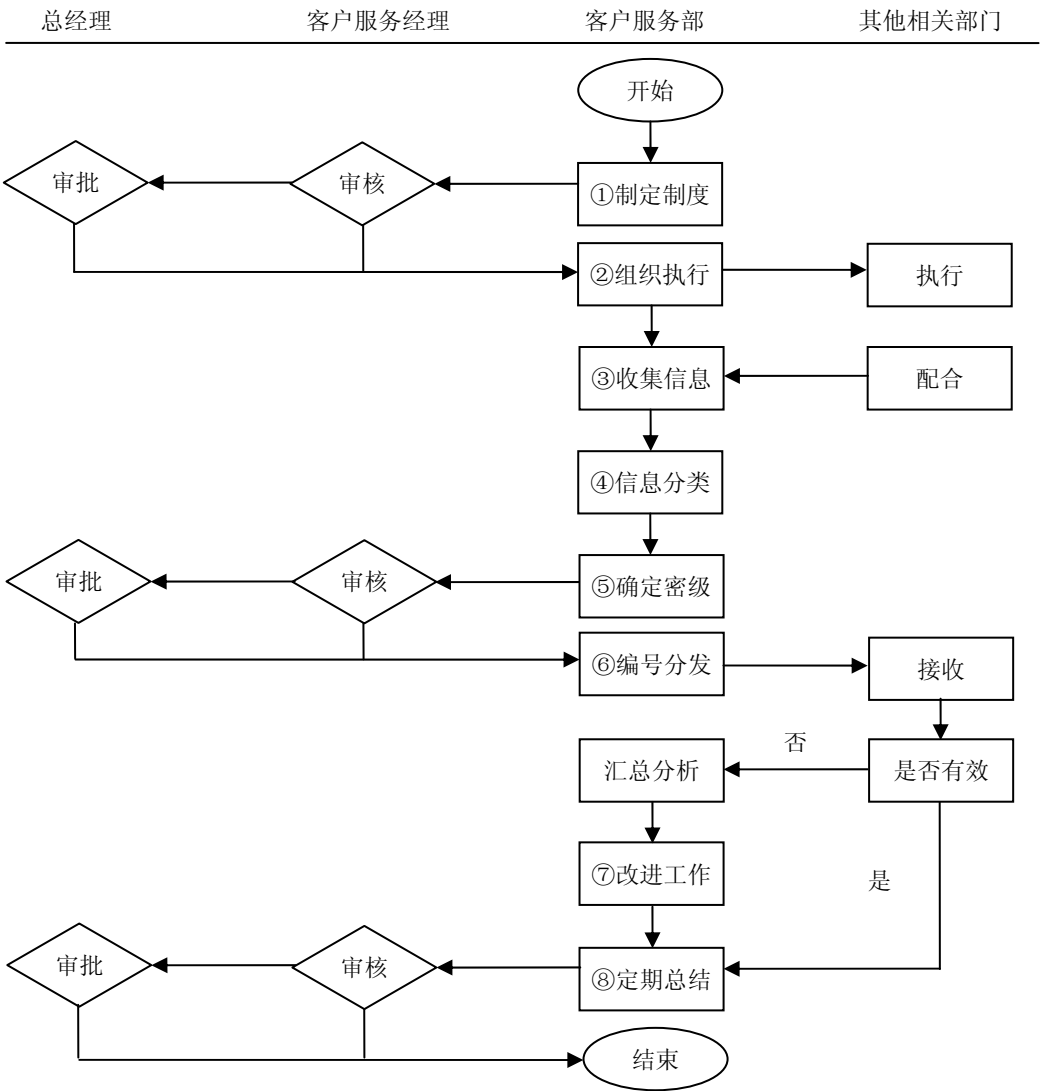 总经理 客户服务经理 客户服务部 其他相关部门
开始
审批 审核 ①制定制度
②组织执行 执行
③收集信息 配合
④信息分类
审批 审核 ⑤确定密级
⑥编号分发 接收
否
汇总分析 是否有效
⑦改进工作 是
审批 审核 ⑧定期总结
结束